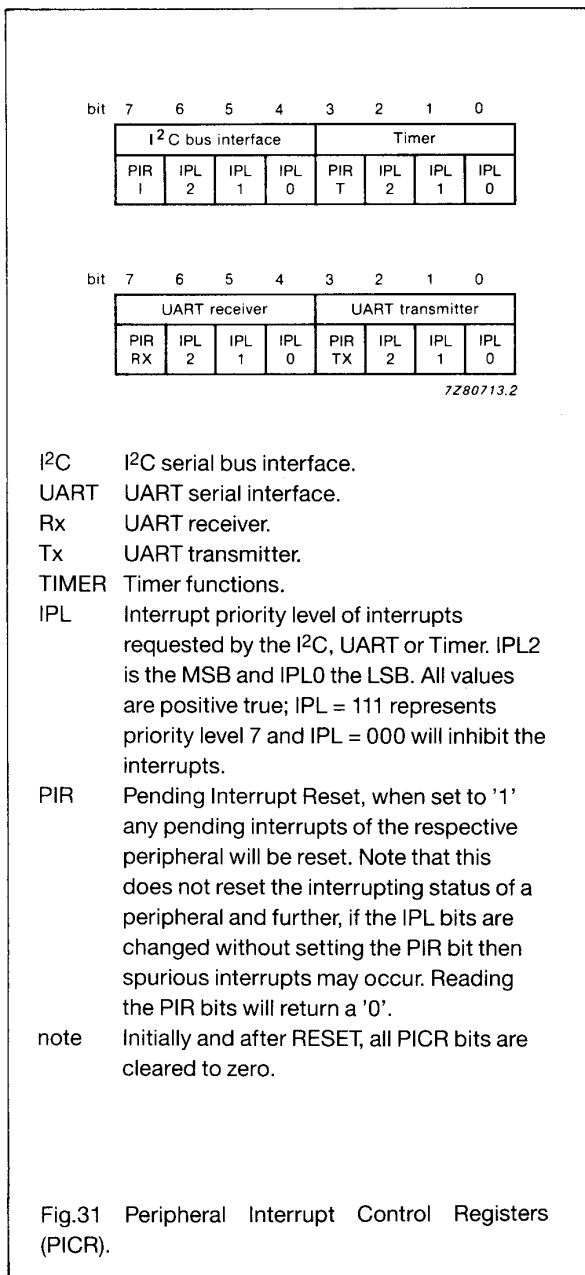 bit 7 6 5 4 3 2 1 0
I²C bus interface Timer
PIR IPL IPL IPL PIR IPL IPL IPL
I 2 1 0 T 2 1 0
bit 7 6 5 4 3 2 1 0
UART receiver UART transmitter
PIR IPL IPL IPL PIR IPL IPL IPL
RX 2 1 0 TX 2 1 0
7Z80713.2
I²C I²C serial bus interface.
UART UART serial interface.
Rx UART receiver.
Tx UART transmitter.
TIMER Timer functions.
IPL Interrupt priority level of interrupts
requested by the I²C, UART or Timer. IPL2
is the MSB and IPL0 the LSB. All values
are positive true; IPL = 111 represents
priority level 7 and IPL = 000 will inhibit the
interrupts.
PIR Pending Interrupt Reset, when set to '1'
any pending interrupts of the respective
peripheral will be reset. Note that this
does not reset the interrupting status of a
peripheral and further, if the IPL bits are
changed without setting the PIR bit then
spurious interrupts may occur. Reading
the PIR bits will return a '0'.
note Initially and after RESET, all PICR bits are
cleared to zero.
Fig.31 Peripheral Interrupt Control Registers
(PICR).